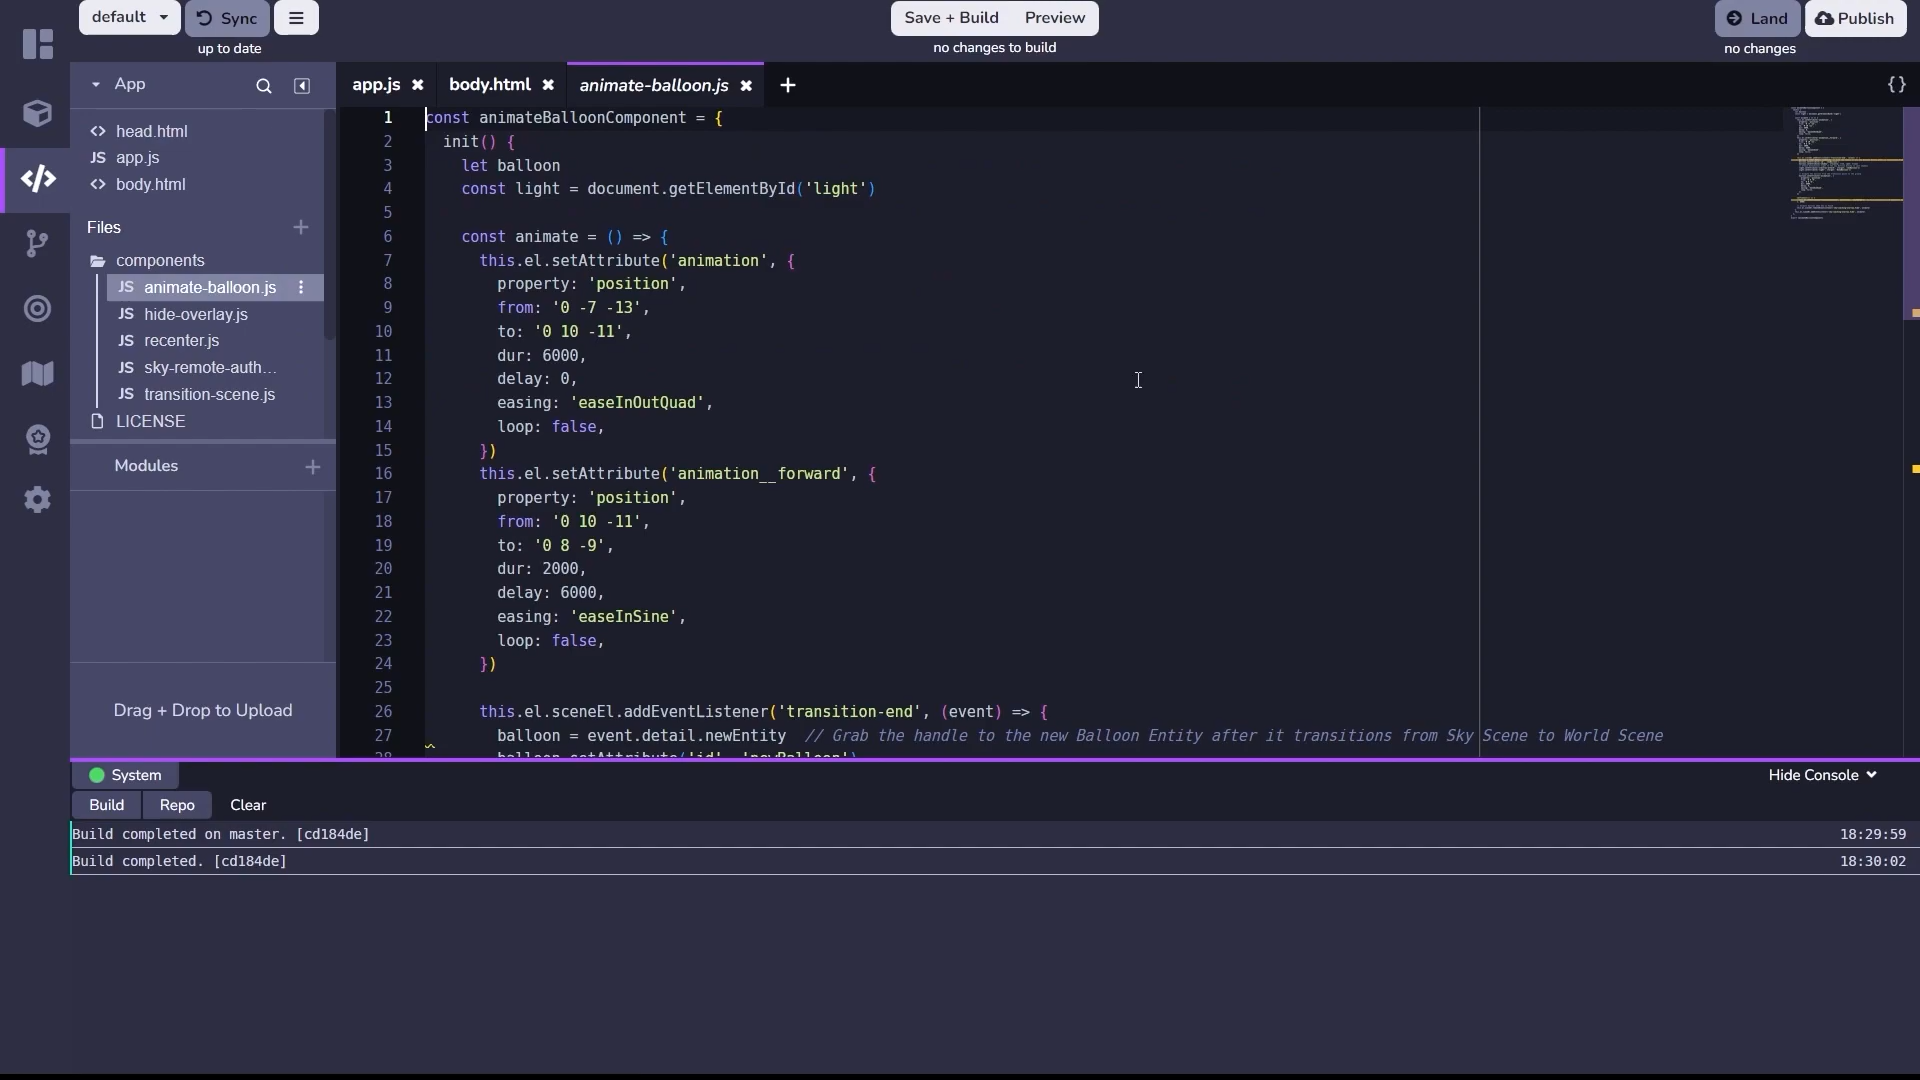 default
Sync
up to date
Save + Build
Preview
no changes to build
Land
no changes
Publish
App
head.html
app.js
body.html
Files
components
animate-balloon.js
hide-overlay.js
recenter.js
sky-remote-auth...
transition-scene.js
LICENSE
Modules
Drag + Drop to Upload
app.js
body.html
animate-balloon.js
1 const animateBalloonComponent = {
2 init() {
3 let balloon
4 const light = document.getElementById('light')
5
6 const animate = () => {
7 this.el.setAttribute('animation', {
8 property: 'position',
9 from: '0 -7 -13',
10 to: '0 10 -11',
11 dur: 6000,
12 delay: 0,
13 easing: 'easeInOutQuad',
14 loop: false,
15 })
16 this.el.setAttribute('animation__forward', {
17 property: 'position',
18 from: '0 10 -11',
19 to: '0 8 -9',
20 dur: 2000,
21 delay: 6000,
22 easing: 'easeInSine',
23 loop: false,
24 })
25
26 this.el.sceneEl.addEventListener('transition-end', (event) => {
27 balloon = event.detail.newEntity // Grab the handle to the new Balloon Entity after it transitions from Sky Scene to World Scene
System
Hide Console
Build
Repo
Clear
Build completed on master. [cd184de] 18:29:59
Build completed. [cd184de] 18:30:02